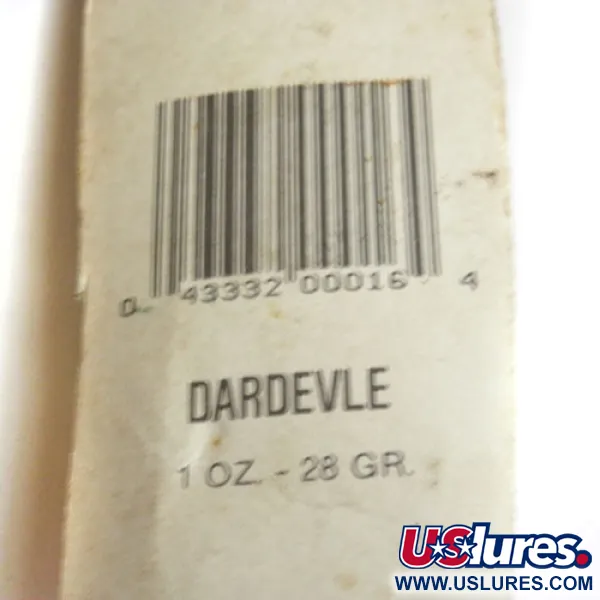 0 43332 00016 4
DARDEVLE
1 OZ. - 28 GR.
USlures.
WWW.USLURES.COM